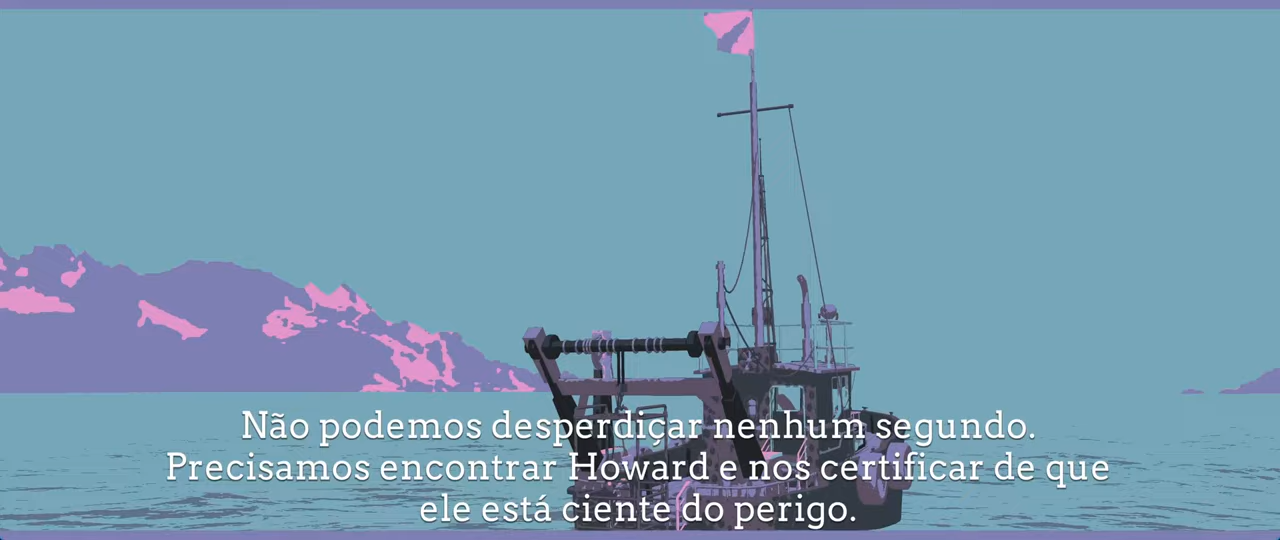 Não podemos desperdiçar nenhum segundo.
Precisamos encontrar Howard e nos certificar de que
ele está ciente do perigo.